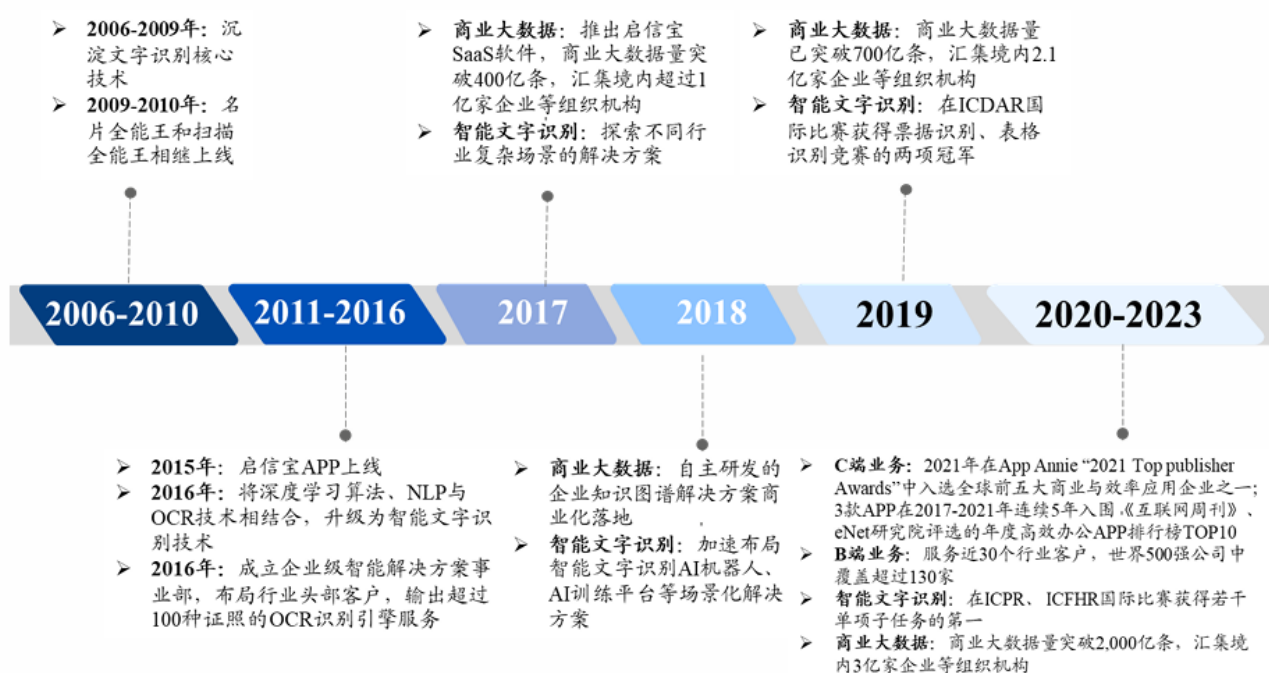 ➢ 2006-2009年：沉
淀文字识别核心
技术
➢ 2009-2010年：名
片全能王和扫描
全能王相继上线
➢ 商业大数据：推出启信宝
SaaS软件，商业大数据量突
破400亿条，汇集境内超过1
亿家企业等组织机构
➢ 智能文字识别：探索不同行
业复杂场景的解决方案
➢ 商业大数据：商业大数据量
已突破700亿条，汇集境内2.1
亿家企业等组织机构
➢ 智能文字识别：在ICDAR国
际比赛获得票据识别、表格
识别竞赛的两项冠军
2006-2010
2011-2016
2017
2018
2019
2020-2023
➢ 2015年：启信宝APP上线
➢ 2016年：将深度学习算法、NLP与
OCR技术相结合，升级为智能文字识
别技术
➢ 2016年：成立企业级智能解决方案事
业部，布局行业头部客户，输出超过
100种证照的OCR识别引擎服务
➢ 商业大数据：自主研发的
企业知识图谱解决方案商
业化落地
➢ 智能文字识别：加速布局
智能文字识别AI机器人、
AI训练平台等场景化解决
方案
➢ C端业务：2021年在App Annie “2021 Top publisher
Awards”中入选全球前五大商业与效率应用企业之一；
3款APP在2017-2021年连续5年入围《互联网周刊》、
eNet研究院评选的年度高效办公APP排行榜TOP10
➢ B端业务：服务近30个行业客户，世界500强公司中
覆盖超过130家
➢ 智能文字识别：在ICPR、ICFHR国际比赛获得若干
单项子任务的第一
➢ 商业大数据：商业大数据量突破2,000亿条，汇集境
内3亿家企业等组织机构